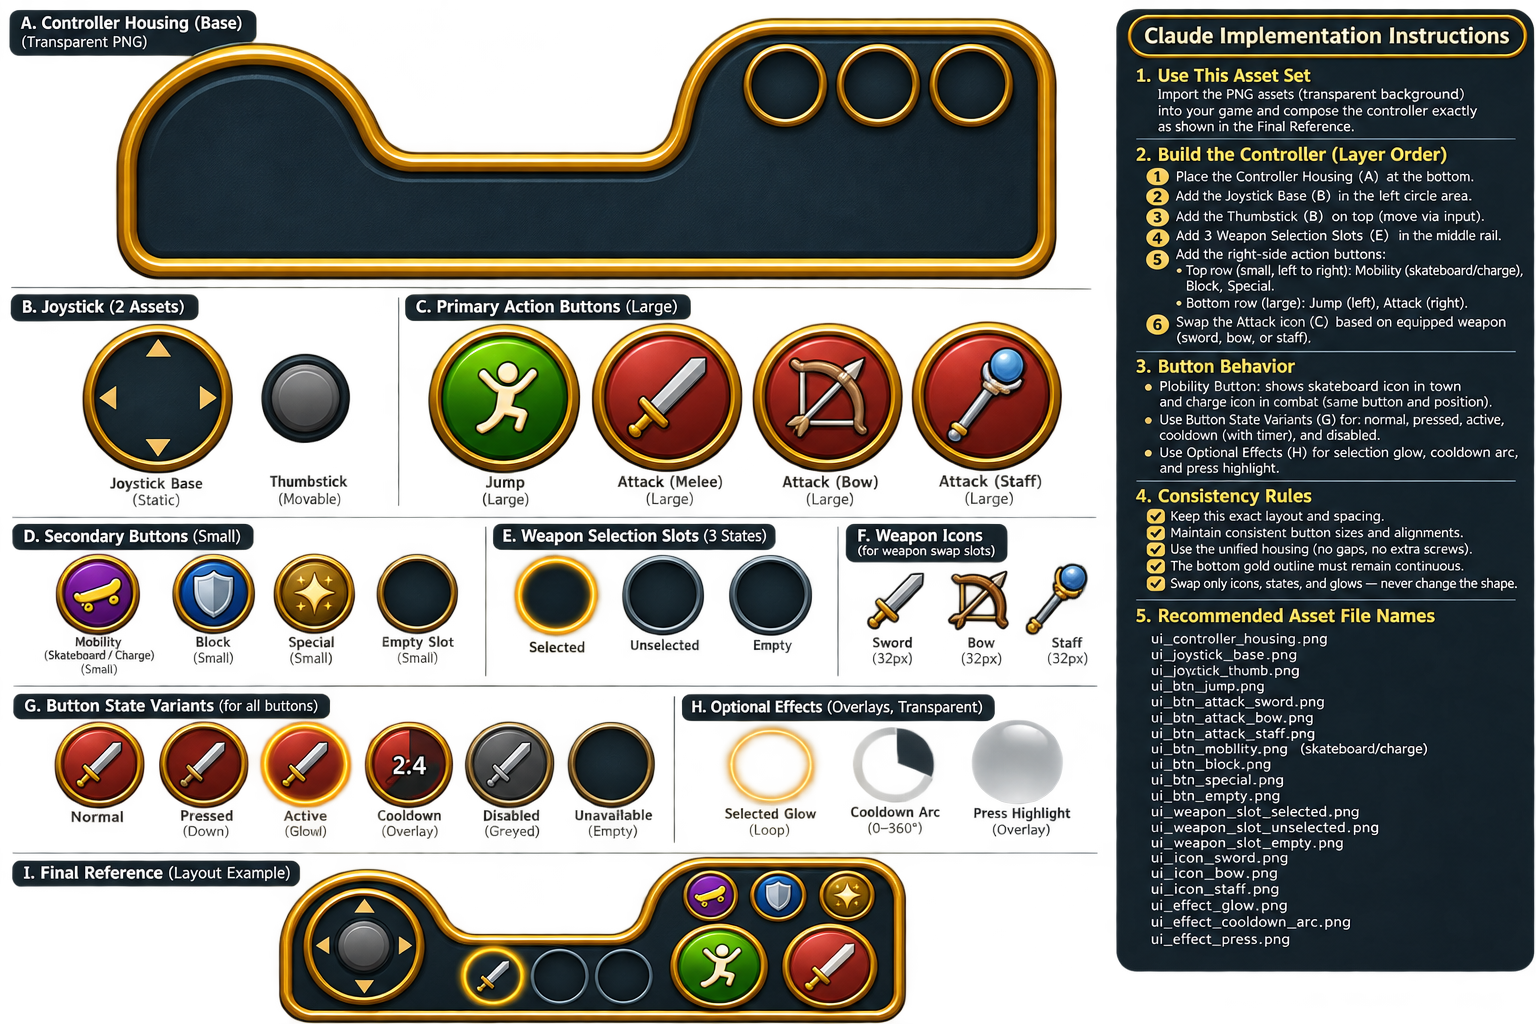 A. Controller Housing (Base)
(Transparent PNG)
B. Joystick (2 Assets)
Joystick Base
(Static)
Thumbstick
(Movable)
C. Primary Action Buttons (Large)
Jump
(Large)
Attack (Melee)
(Large)
Attack (Bow)
(Large)
Attack (Staff)
(Large)
D. Secondary Buttons (Small)
Mobility
(Skateboard / Charge)
(Small)
Block
(Small)
Special
(Small)
Empty Slot
(Small)
E. Weapon Selection Slots (3 States)
Selected
Unselected
Empty
F. Weapon Icons
(for weapon swap slots)
Sword
(32px)
Bow
(32px)
Staff
(32px)
G. Button State Variants (for all buttons)
2:4
Normal
Pressed
(Down)
Active
(Glowl)
Cooldown
(Overlay)
Disabled
(Greyed)
Unavailable
(Empty)
H. Optional Effects (Overlays, Transparent)
Selected Glow
(Loop)
Cooldown Arc
(0–360°)
Press Highlight
(Overlay)
I. Final Reference (Layout Example)
Claude Implementation Instructions
1. Use This Asset Set
Import the PNG assets (transparent background)
into your game and compose the controller exactly
as shown in the Final Reference.
2. Build the Controller (Layer Order)
1 Place the Controller Housing (A) at the bottom.
2 Add the Joystick Base (B) in the left circle area.
3 Add the Thumbstick (B) on top (move via input).
4 Add 3 Weapon Selection Slots (E) in the middle rail.
5 Add the right-side action buttons:
• Top row (small, left to right): Mobility (skateboard/charge),
Block, Special.
• Bottom row (large): Jump (left), Attack (right).
6 Swap the Attack icon (C) based on equipped weapon
(sword, bow, or staff).
3. Button Behavior
• Plobility Button: shows skateboard icon in town
and charge icon in combat (same button and position).
• Use Button State Variants (G) for: normal, pressed, active,
cooldown (with timer), and disabled.
• Use Optional Effects (H) for selection glow, cooldown arc,
and press highlight.
4. Consistency Rules
Keep this exact layout and spacing.
Maintain consistent button sizes and alignments.
Use the unified housing (no gaps, no extra screws).
The bottom gold outline must remain continuous.
Swap only icons, states, and glows — never change the shape.
5. Recommended Asset File Names
ui_controller_housing.png
ui_joystick_base.png
ui_joytick_thumb.png
ui_btn_jump.png
ui_btn_attack_sword.png
ui_btn_attack_bow.png
ui_btn_attack_staff.png
ui_btn_mobllity.png (skateboard/charge)
ui_btn_block.png
ui_btn_special.png
ui_btn_empty.png
ui_weapon_slot_selected.png
ui_weapon_slot_unselected.png
ui_weapon_slot_empty.png
ui_icon_sword.png
ui_icon_bow.png
ui_icon_staff.png
ui_effect_glow.png
ui_effect_cooldown_arc.png
ui_effect_press.png